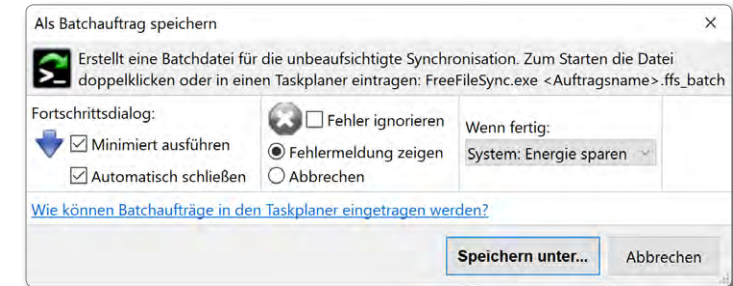 Als Batchauftrag speichern
Erstellt eine Batchdatei für die unbeaufsichtigte Synchronisation. Zum Starten die Datei
doppelklicken oder in einen Taskplaner eintragen: FreeFileSync.exe <Auftragsname>.ffs_batch
Fortschrittsdialog:
Minimiert ausführen
Automatisch schließen
Fehler ignorieren
Fehlermeldung zeigen
Abbrechen
Wenn fertig:
System: Energie sparen
Wie können Batchaufträge in den Taskplaner eingetragen werden?
Speichern unter...
Abbrechen